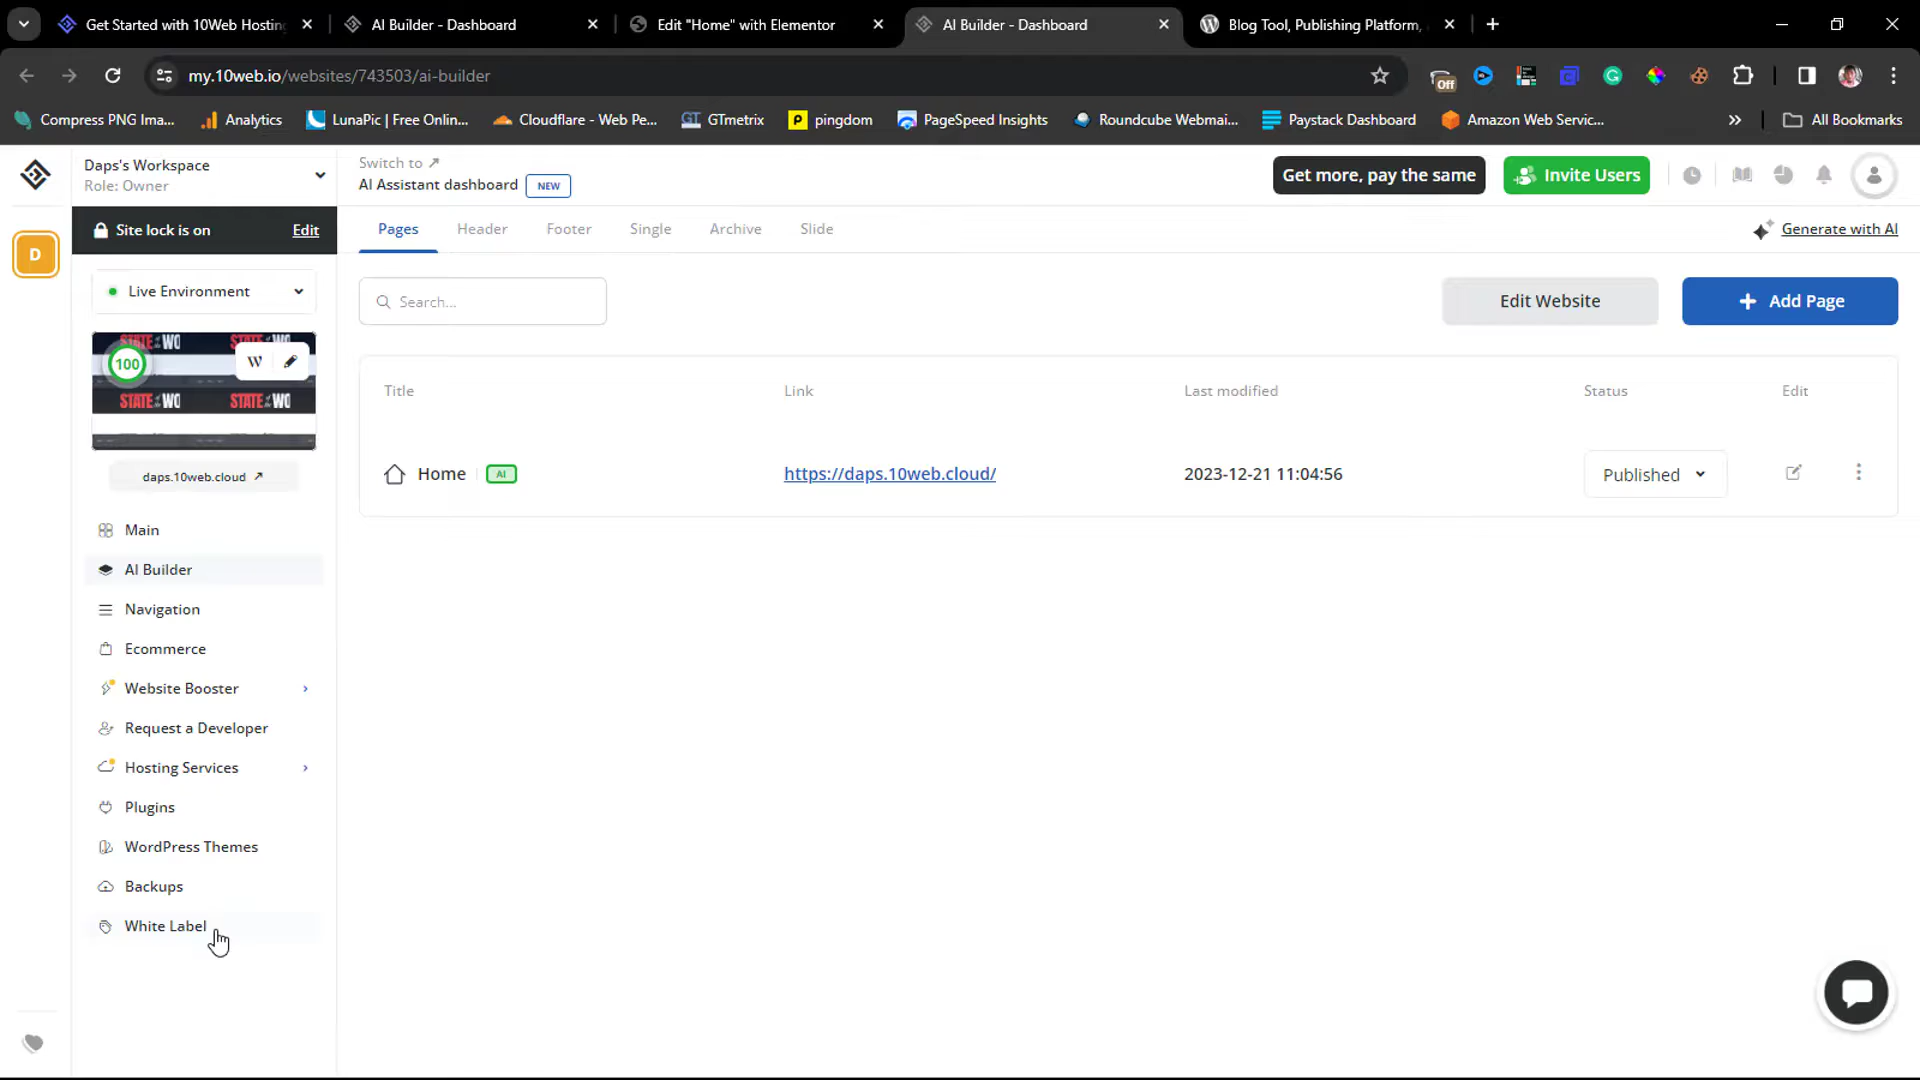 Get Started with 10Web Hosting
AI Builder - Dashboard
Edit "Home" with Elementor
AI Builder - Dashboard
Blog Tool, Publishing Platform,
my.10web.io/websites/743503/ai-builder
Off
Compress PNG Ima...
Analytics
LunaPic | Free Onlin...
Cloudflare - Web Pe...
GTmetrix
pingdom
PageSpeed Insights
Roundcube Webmai...
Paystack Dashboard
Amazon Web Servic...
All Bookmarks
Daps's Workspace
Role: Owner
Switch to
AI Assistant dashboard
NEW
Get more, pay the same
Invite Users
D
Site lock is on
Edit
Pages
Header
Footer
Single
Archive
Slide
Generate with AI
Live Environment
Search...
Edit Website
+ Add Page
100
W
daps.10web.cloud
Title
Link
Last modified
Status
Edit
Home
AI
https://daps.10web.cloud/
2023-12-21 11:04:56
Published
Main
AI Builder
Navigation
Ecommerce
Website Booster
Request a Developer
Hosting Services
Plugins
WordPress Themes
Backups
White Label